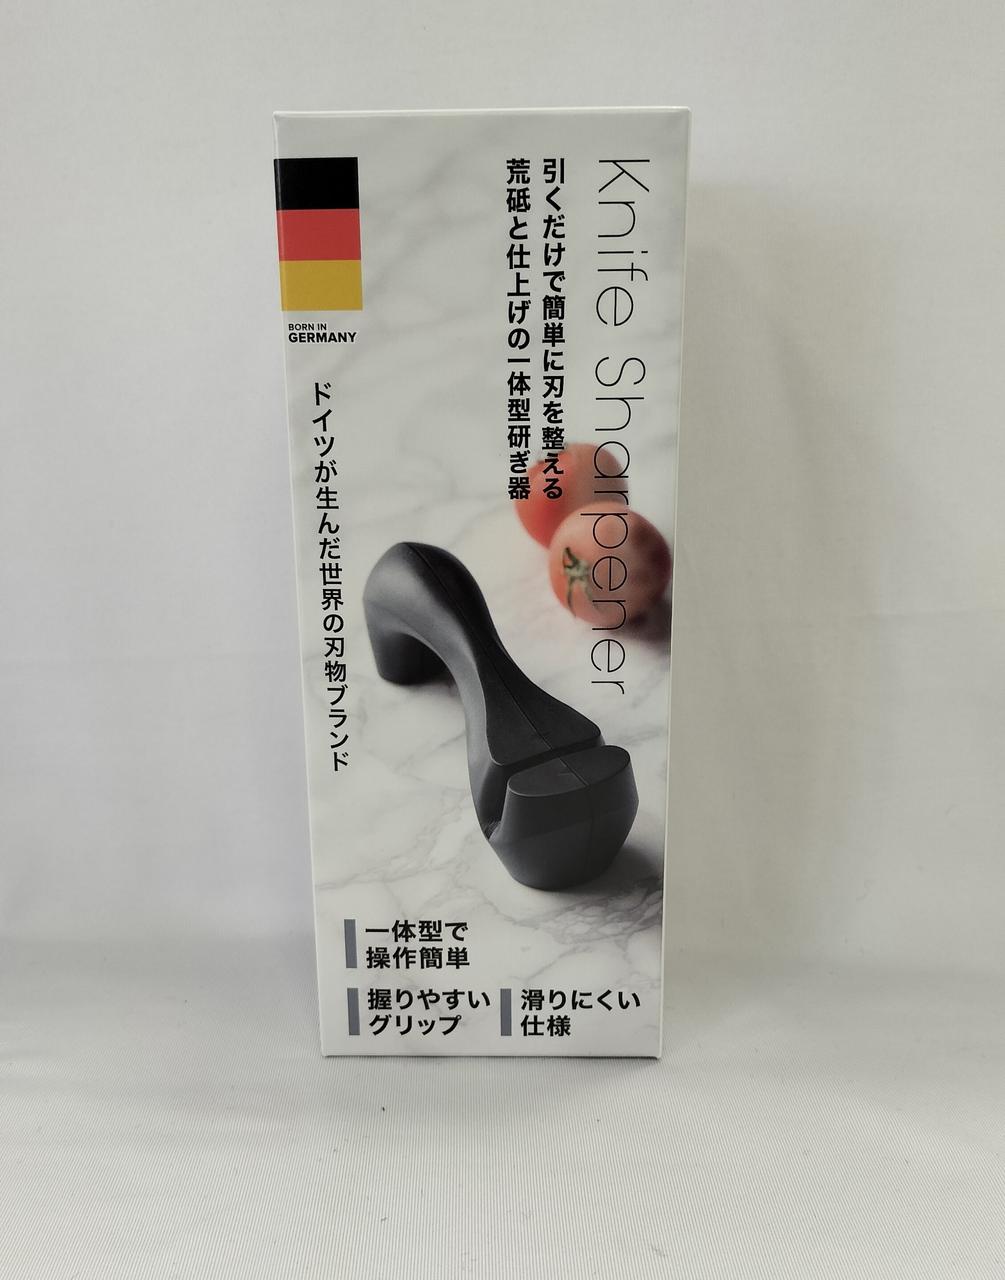 Knife Sharpener
引くだけで簡単に刃を整える
荒砥と仕上げの一体型研ぎ器
BORN IN
GERMANY
ドイツが生んだ世界の刃物ブランド
一体型で
操作簡単
握りやすい
グリップ
滑りにくい
仕様